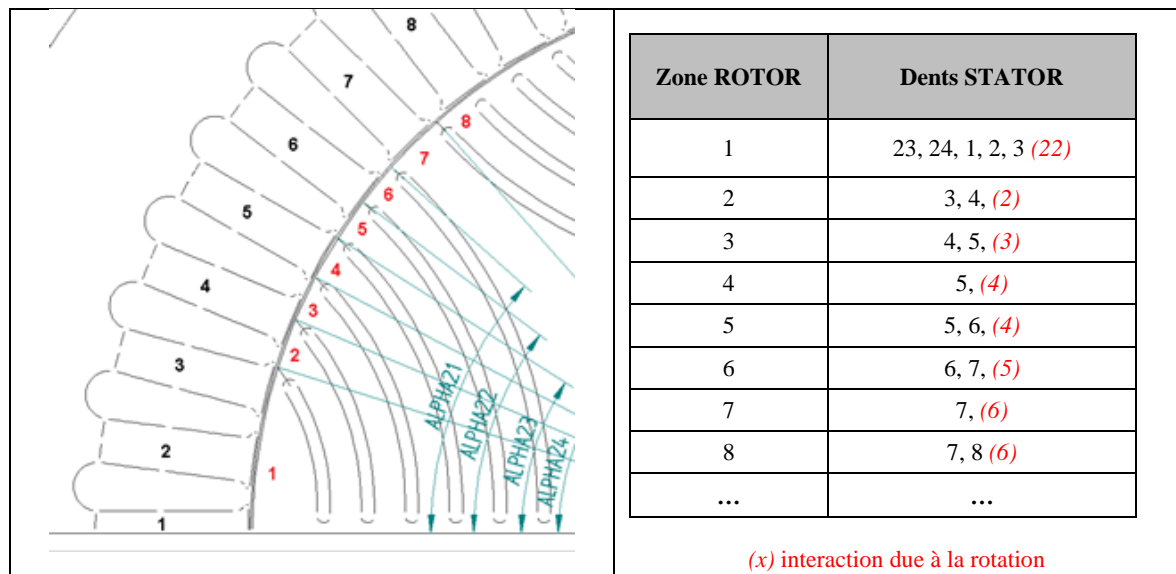 8
7
6
5
4
3
2
1
8
7
6
5
4
3
2
1
ALPHA21
ALPHA22
ALPHA23
ALPHA24
Zone ROTOR Dents STATOR
1 23, 24, 1, 2, 3 (22)
2 3, 4, (2)
3 4, 5, (3)
4 5, (4)
5 5, 6, (4)
6 6, 7, (5)
7 7, (6)
8 7, 8 (6)
... ...
(x) interaction due à la rotation